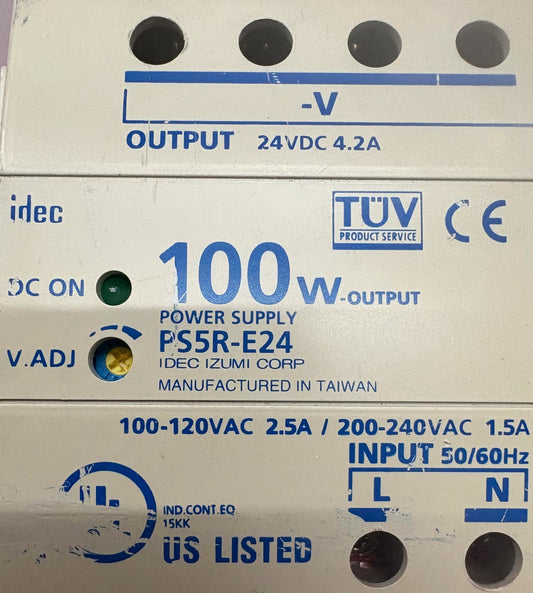 -V
OUTPUT 24VDC 4.2A
idec
TÜV
PRODUCT SERVICE
CE
DC ON
100W-OUTPUT
POWER SUPPLY
V.ADJ
PS5R-E24
IDEC IZUMI CORP
MANUFACTURED IN TAIWAN
100-120VAC 2.5A / 200-240VAC 1.5A
INPUT 50/60Hz
L N
UL
IND.CONT.EQ
15KK
US LISTED